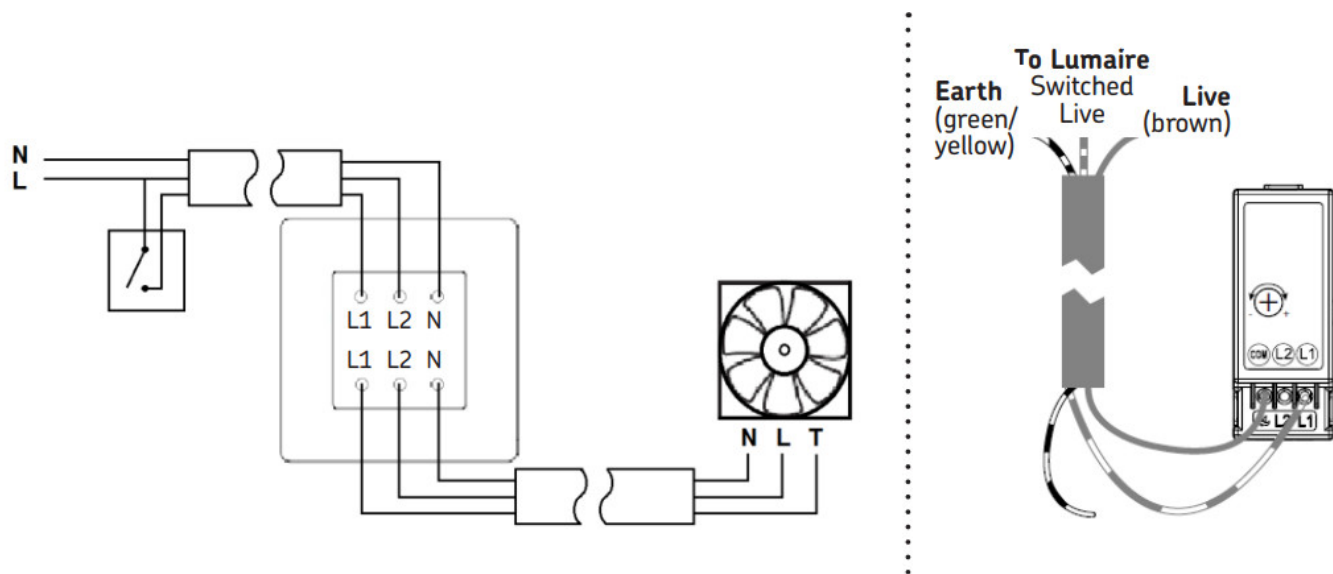 N
L
L1 L2 N
L1 L2 N
N L T
To Lumaire
Switched
Live
Earth
(green/
yellow)
Live
(brown)
- +
COM L2 L1
L2 L1